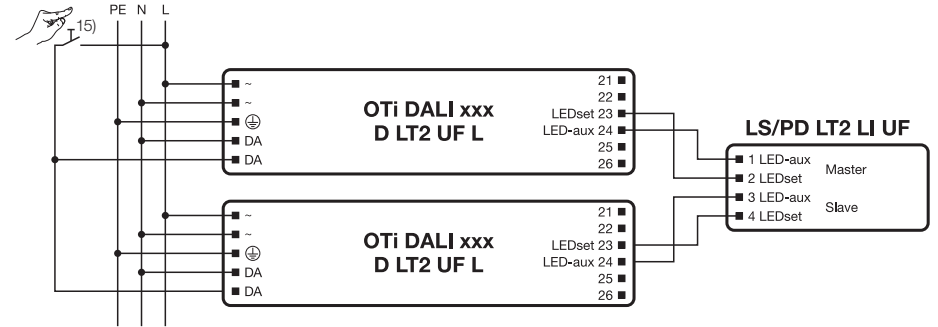 PE N L
15)
~
~
DA
DA
OTi DALI xxx
D LT2 UF L
21
22
LEDset 23
LED-aux 24
25
26
~
~
DA
DA
OTi DALI xxx
D LT2 UF L
21
22
LEDset 23
LED-aux 24
25
26
LS/PD LT2 LI UF
1 LED-aux
2 LEDset
Master
3 LED-aux
4 LEDset
Slave